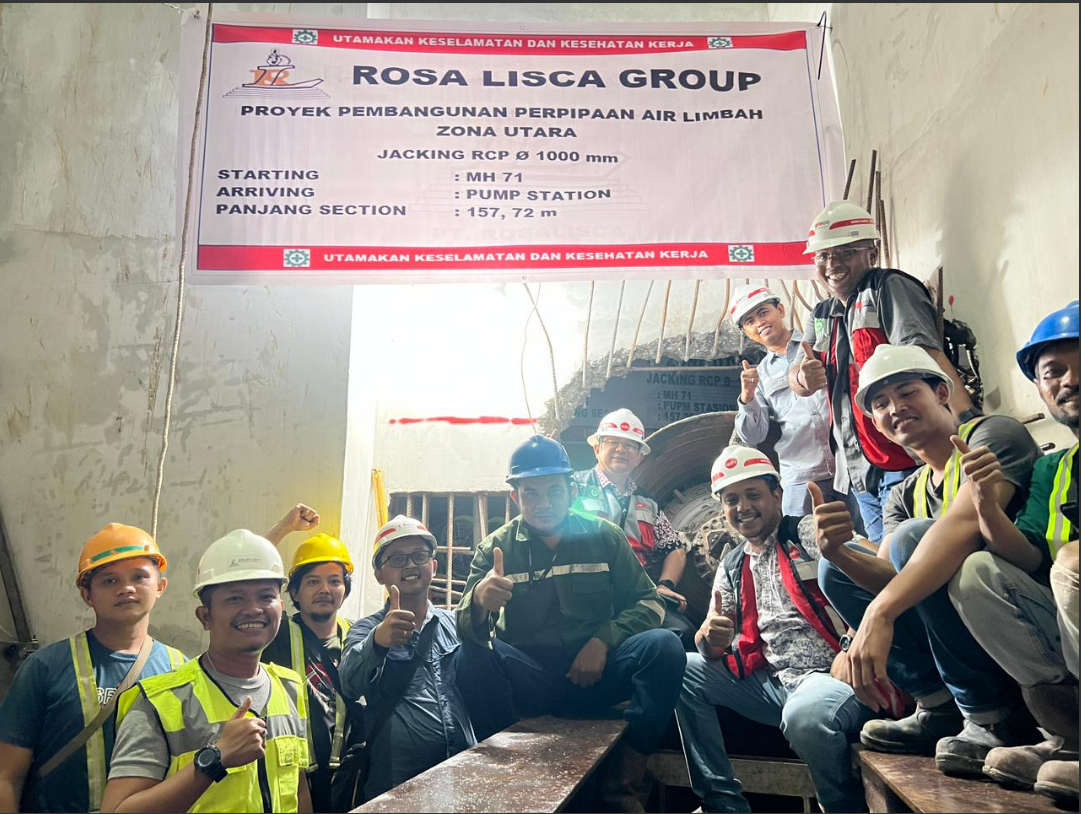 UTAMAKAN KESELAMATAN DAN KESEHATAN KERJA
ROSA LISCA GROUP
PROYEK PEMBANGUNAN PERPIPAAN AIR LIMBAH
ZONA UTARA
JACKING RCP Ø 1000 mm
STARTING : MH 71
ARRIVING : PUMP STATION
PANJANG SECTION : 157, 72 m
UTAMAKAN KESELAMATAN DAN KESEHATAN KERJA
JACKING RCP
: MH 71